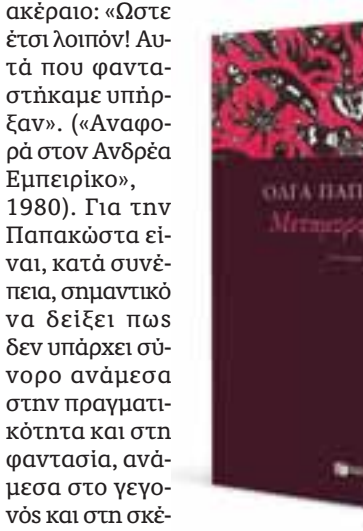 ακέραιο: «Ώστε
έτσι λοιπόν! Αυ-
τά που φαντα-
στήκαμε υπήρ-
ξαν». («Αναφο-
ρά στον Ανδρέα
Εμπειρίκο»,
1980). Για την
Παπακώστα εί-
ναι, κατά συνέ-
πεια, σημαντικό
να δείξει πως
δεν υπάρχει σύ-
νορο ανάμεσα
στην πραγματι-
κότητα και στη
φαντασία, ανά-
μεσα στο γεγο-
νός και στη σκέ-
ΟΛΓΑ ΠΑΠ